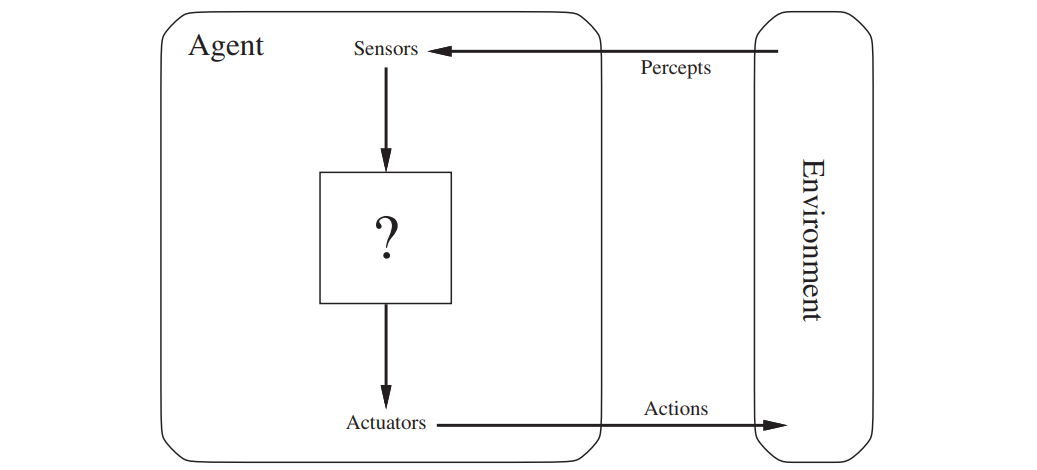 Agent
Sensors
Percepts
?
Environment
Actuators
Actions